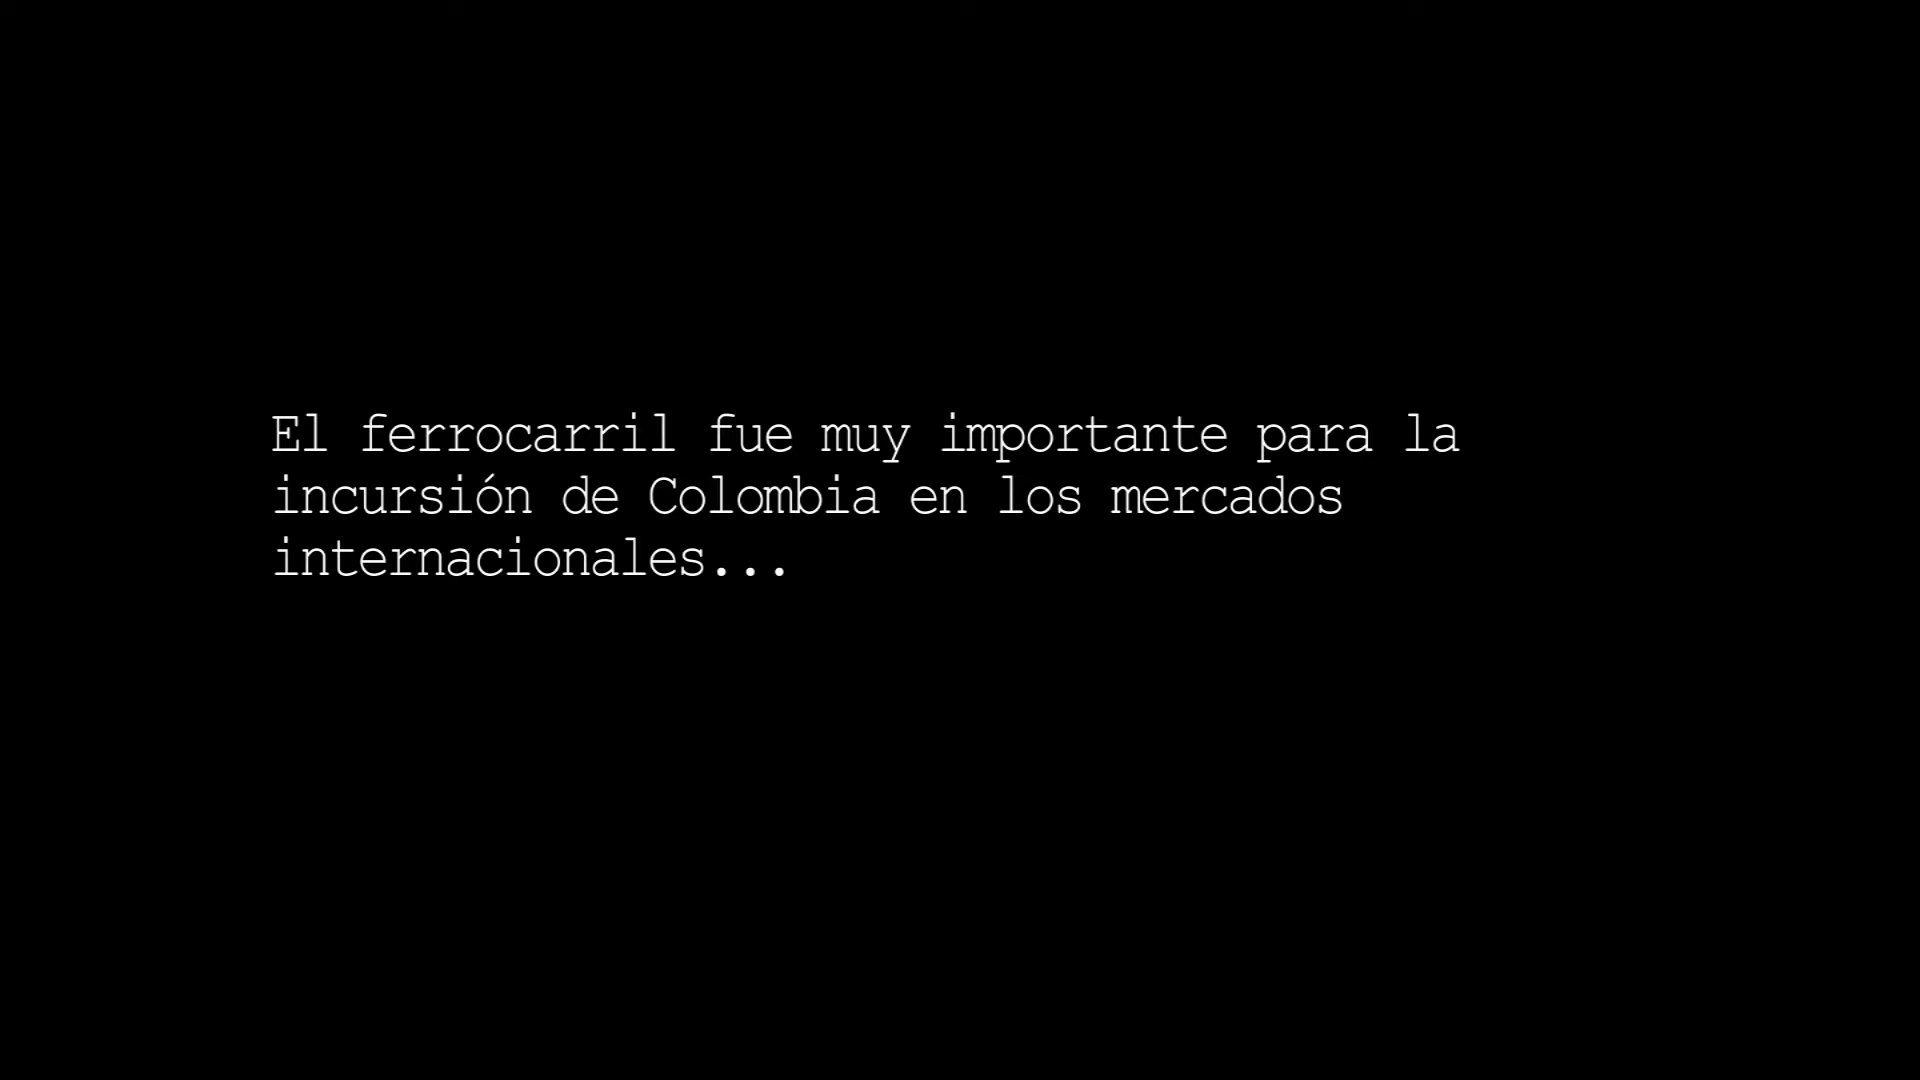 El ferrocarril fue muy importante para la
incursión de Colombia en los mercados
internacionales...